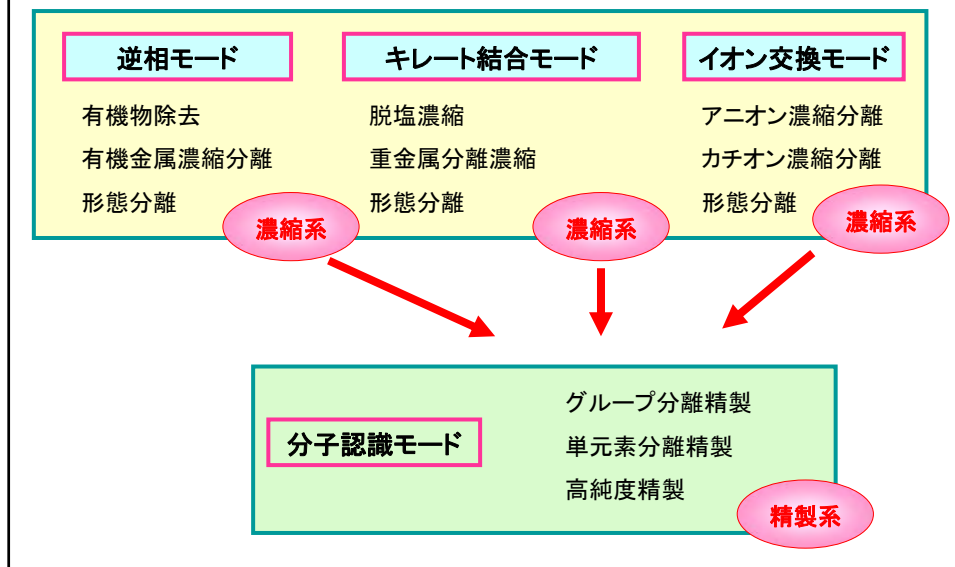 逆相モード
有機物除去
有機金属濃縮分離
形態分離
濃縮系
キレート結合モード
脱塩濃縮
重金属分離濃縮
形態分離
濃縮系
イオン交換モード
アニオン濃縮分離
カチオン濃縮分離
形態分離
濃縮系
分子認識モード
グループ分離精製
単元素分離精製
高純度精製
精製系